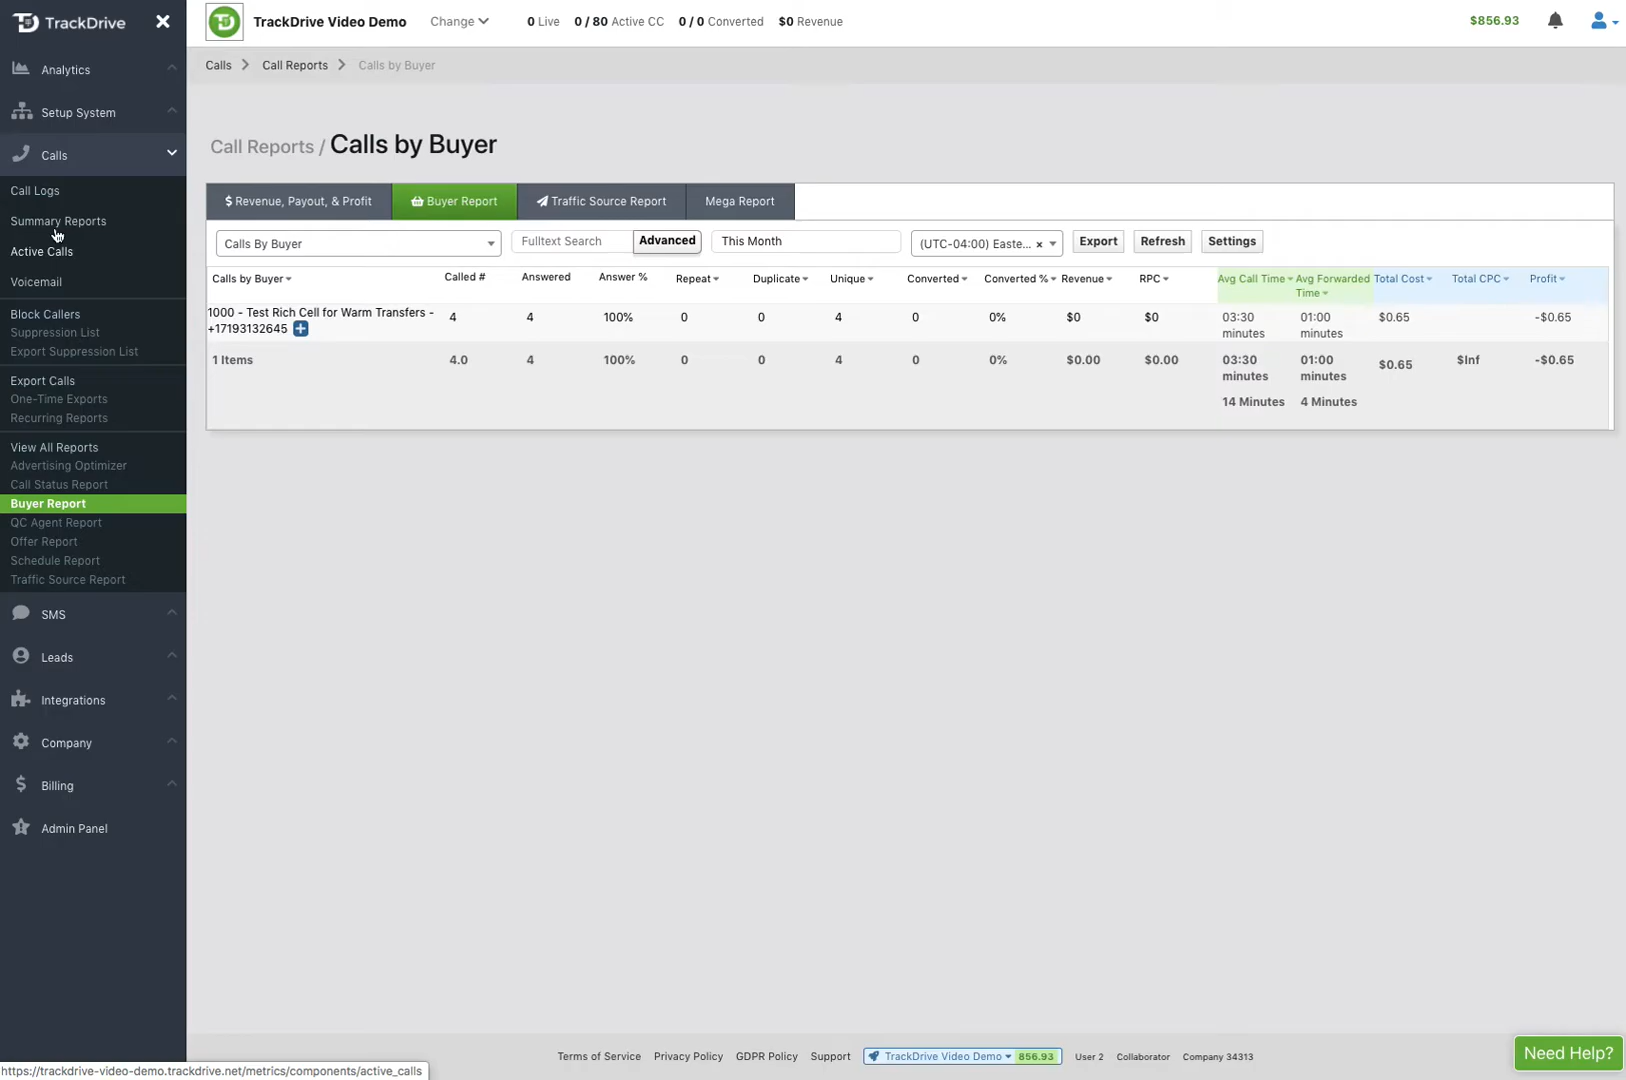 TrackDrive
TrackDrive Video Demo Change 0 Live 0 / 80 Active CC 0 / 0 Converted $0 Revenue $856.93
Analytics
Setup System
Calls
Call Logs
Summary Reports
Active Calls
Voicemail
Block Callers
Suppression List
Export Suppression List
Export Calls
One-Time Exports
Recurring Reports
View All Reports
Advertising Optimizer
Call Status Report
Buyer Report
QC Agent Report
Offer Report
Schedule Report
Traffic Source Report
SMS
Leads
Integrations
Company
Billing
Admin Panel
Calls Call Reports Calls by Buyer
Call Reports / Calls by Buyer
$ Revenue, Payout, & Profit Buyer Report Traffic Source Report Mega Report
Calls By Buyer Fulltext Search Advanced This Month (UTC-04:00) Easte... × Export Refresh Settings
Calls by Buyer Called # Answered Answer % Repeat Duplicate Unique Converted Converted % Revenue RPC Avg Call Time Avg Forwarded Total Cost Total CPC Profit
Time
1000 - Test Rich Cell for Warm Transfers - 4 4 100% 0 0 4 0 0% $0 $0 03:30 01:00 $0.65 -$0.65
+17193132645 minutes minutes
1 Items 4.0 4 100% 0 0 4 0 0% $0.00 $0.00 03:30 01:00 $0.65 $Inf -$0.65
minutes minutes
14 Minutes 4 Minutes
Terms of Service Privacy Policy GDPR Policy Support TrackDrive Video Demo 856.93 User 2 Collaborator Company 34313
Need Help?
https://trackdrive-video-demo.trackdrive.net/metrics/components/active_calls